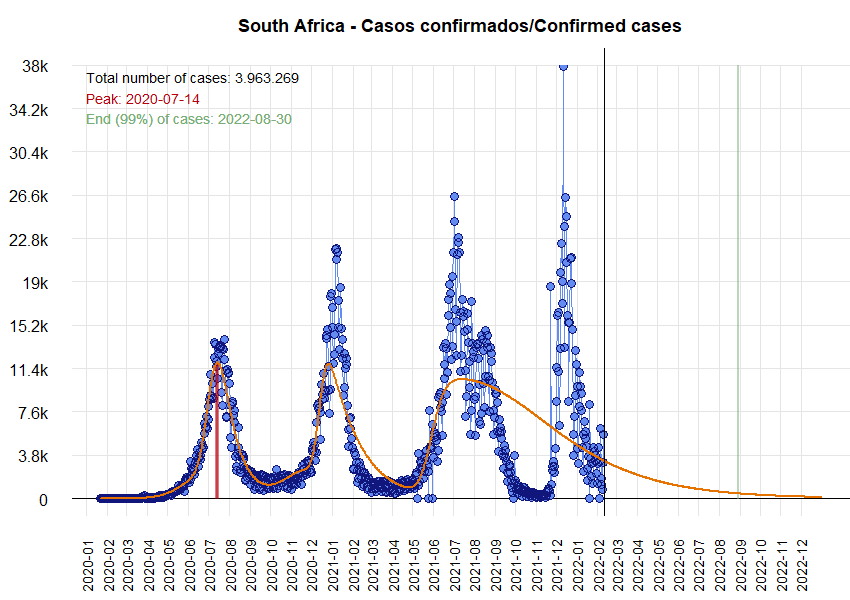 South Africa - Casos confirmados/Confirmed cases
38k
Total number of cases: 3.963.269
Peak: 2020-07-14
End (99%) of cases: 2022-08-30
34.2k
30.4k
26.6k
22.8k
19k
15.2k
11.4k
7.6k
3.8k
0
2020-01
2020-02
2020-03
2020-04
2020-05
2020-06
2020-07
2020-08
2020-09
2020-10
2020-11
2020-12
2021-01
2021-02
2021-03
2021-04
2021-05
2021-06
2021-07
2021-08
2021-09
2021-10
2021-11
2021-12
2022-01
2022-02
2022-03
2022-04
2022-05
2022-06
2022-07
2022-08
2022-09
2022-10
2022-11
2022-12